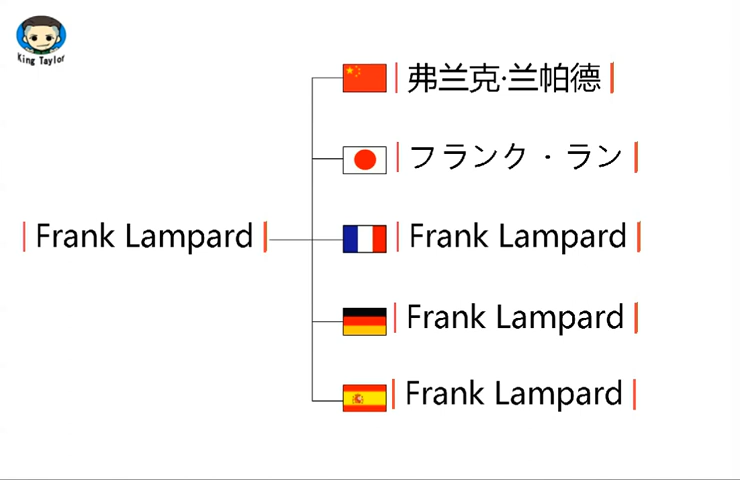 King Taylor
弗兰克·兰帕德
フランク・ラン
Frank Lampard
Frank Lampard
Frank Lampard
Frank Lampard